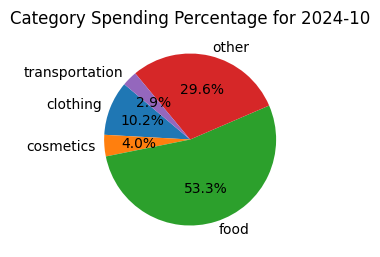 Category Spending Percentage for 2024-10
other
29.6%
transportation
2.9%
clothing
10.2%
cosmetics
4.0%
53.3%
food